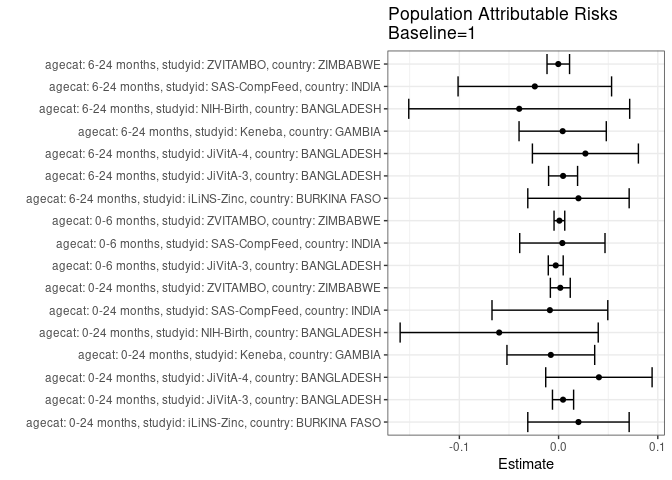 Population Attributable Risks
Baseline=1
agecat: 6-24 months, studyid: ZVITAMBO, country: ZIMBABWE
agecat: 6-24 months, studyid: SAS-CompFeed, country: INDIA
agecat: 6-24 months, studyid: NIH-Birth, country: BANGLADESH
agecat: 6-24 months, studyid: Keneba, country: GAMBIA
agecat: 6-24 months, studyid: JiVitA-4, country: BANGLADESH
agecat: 6-24 months, studyid: JiVitA-3, country: BANGLADESH
agecat: 6-24 months, studyid: iLiNS-Zinc, country: BURKINA FASO
agecat: 0-6 months, studyid: ZVITAMBO, country: ZIMBABWE
agecat: 0-6 months, studyid: SAS-CompFeed, country: INDIA
agecat: 0-6 months, studyid: JiVitA-3, country: BANGLADESH
agecat: 0-24 months, studyid: ZVITAMBO, country: ZIMBABWE
agecat: 0-24 months, studyid: SAS-CompFeed, country: INDIA
agecat: 0-24 months, studyid: NIH-Birth, country: BANGLADESH
agecat: 0-24 months, studyid: Keneba, country: GAMBIA
agecat: 0-24 months, studyid: JiVitA-4, country: BANGLADESH
agecat: 0-24 months, studyid: JiVitA-3, country: BANGLADESH
agecat: 0-24 months, studyid: iLiNS-Zinc, country: BURKINA FASO
-0.1 0.0 0.1
Estimate